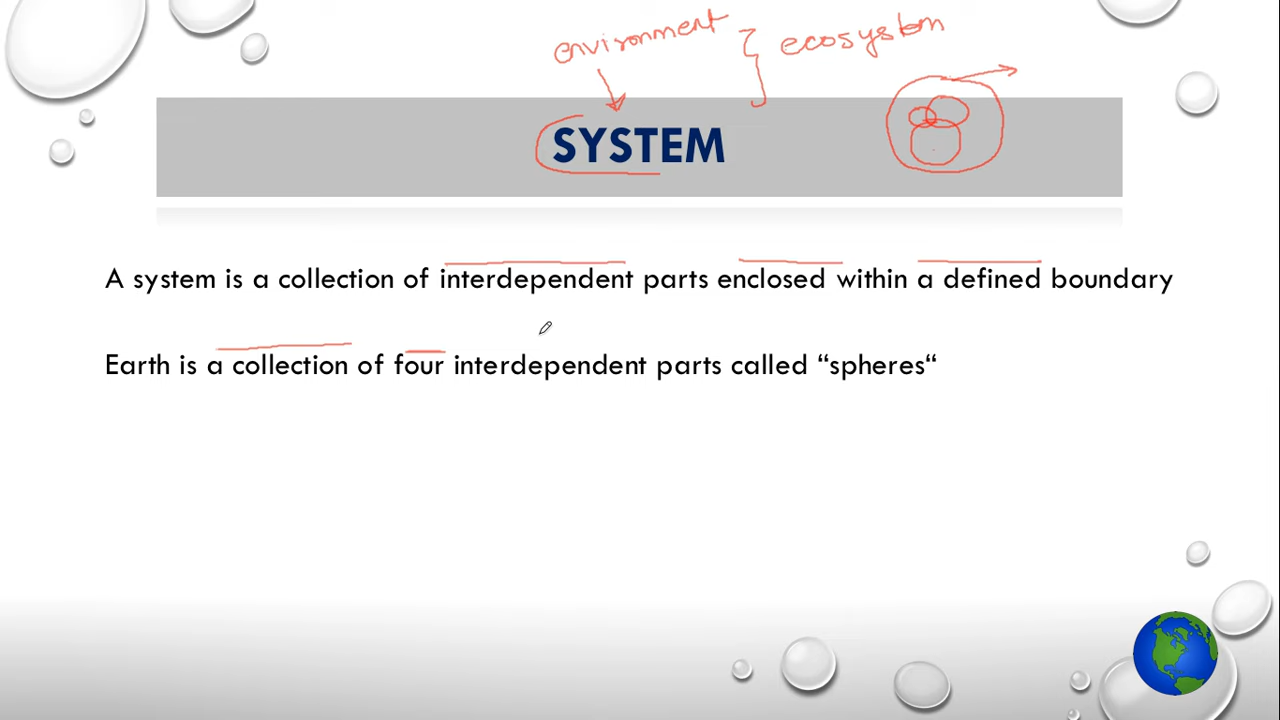 environment
ecosystem
SYSTEM
A system is a collection of interdependent parts enclosed within a defined boundary
Earth is a collection of four interdependent parts called “spheres“